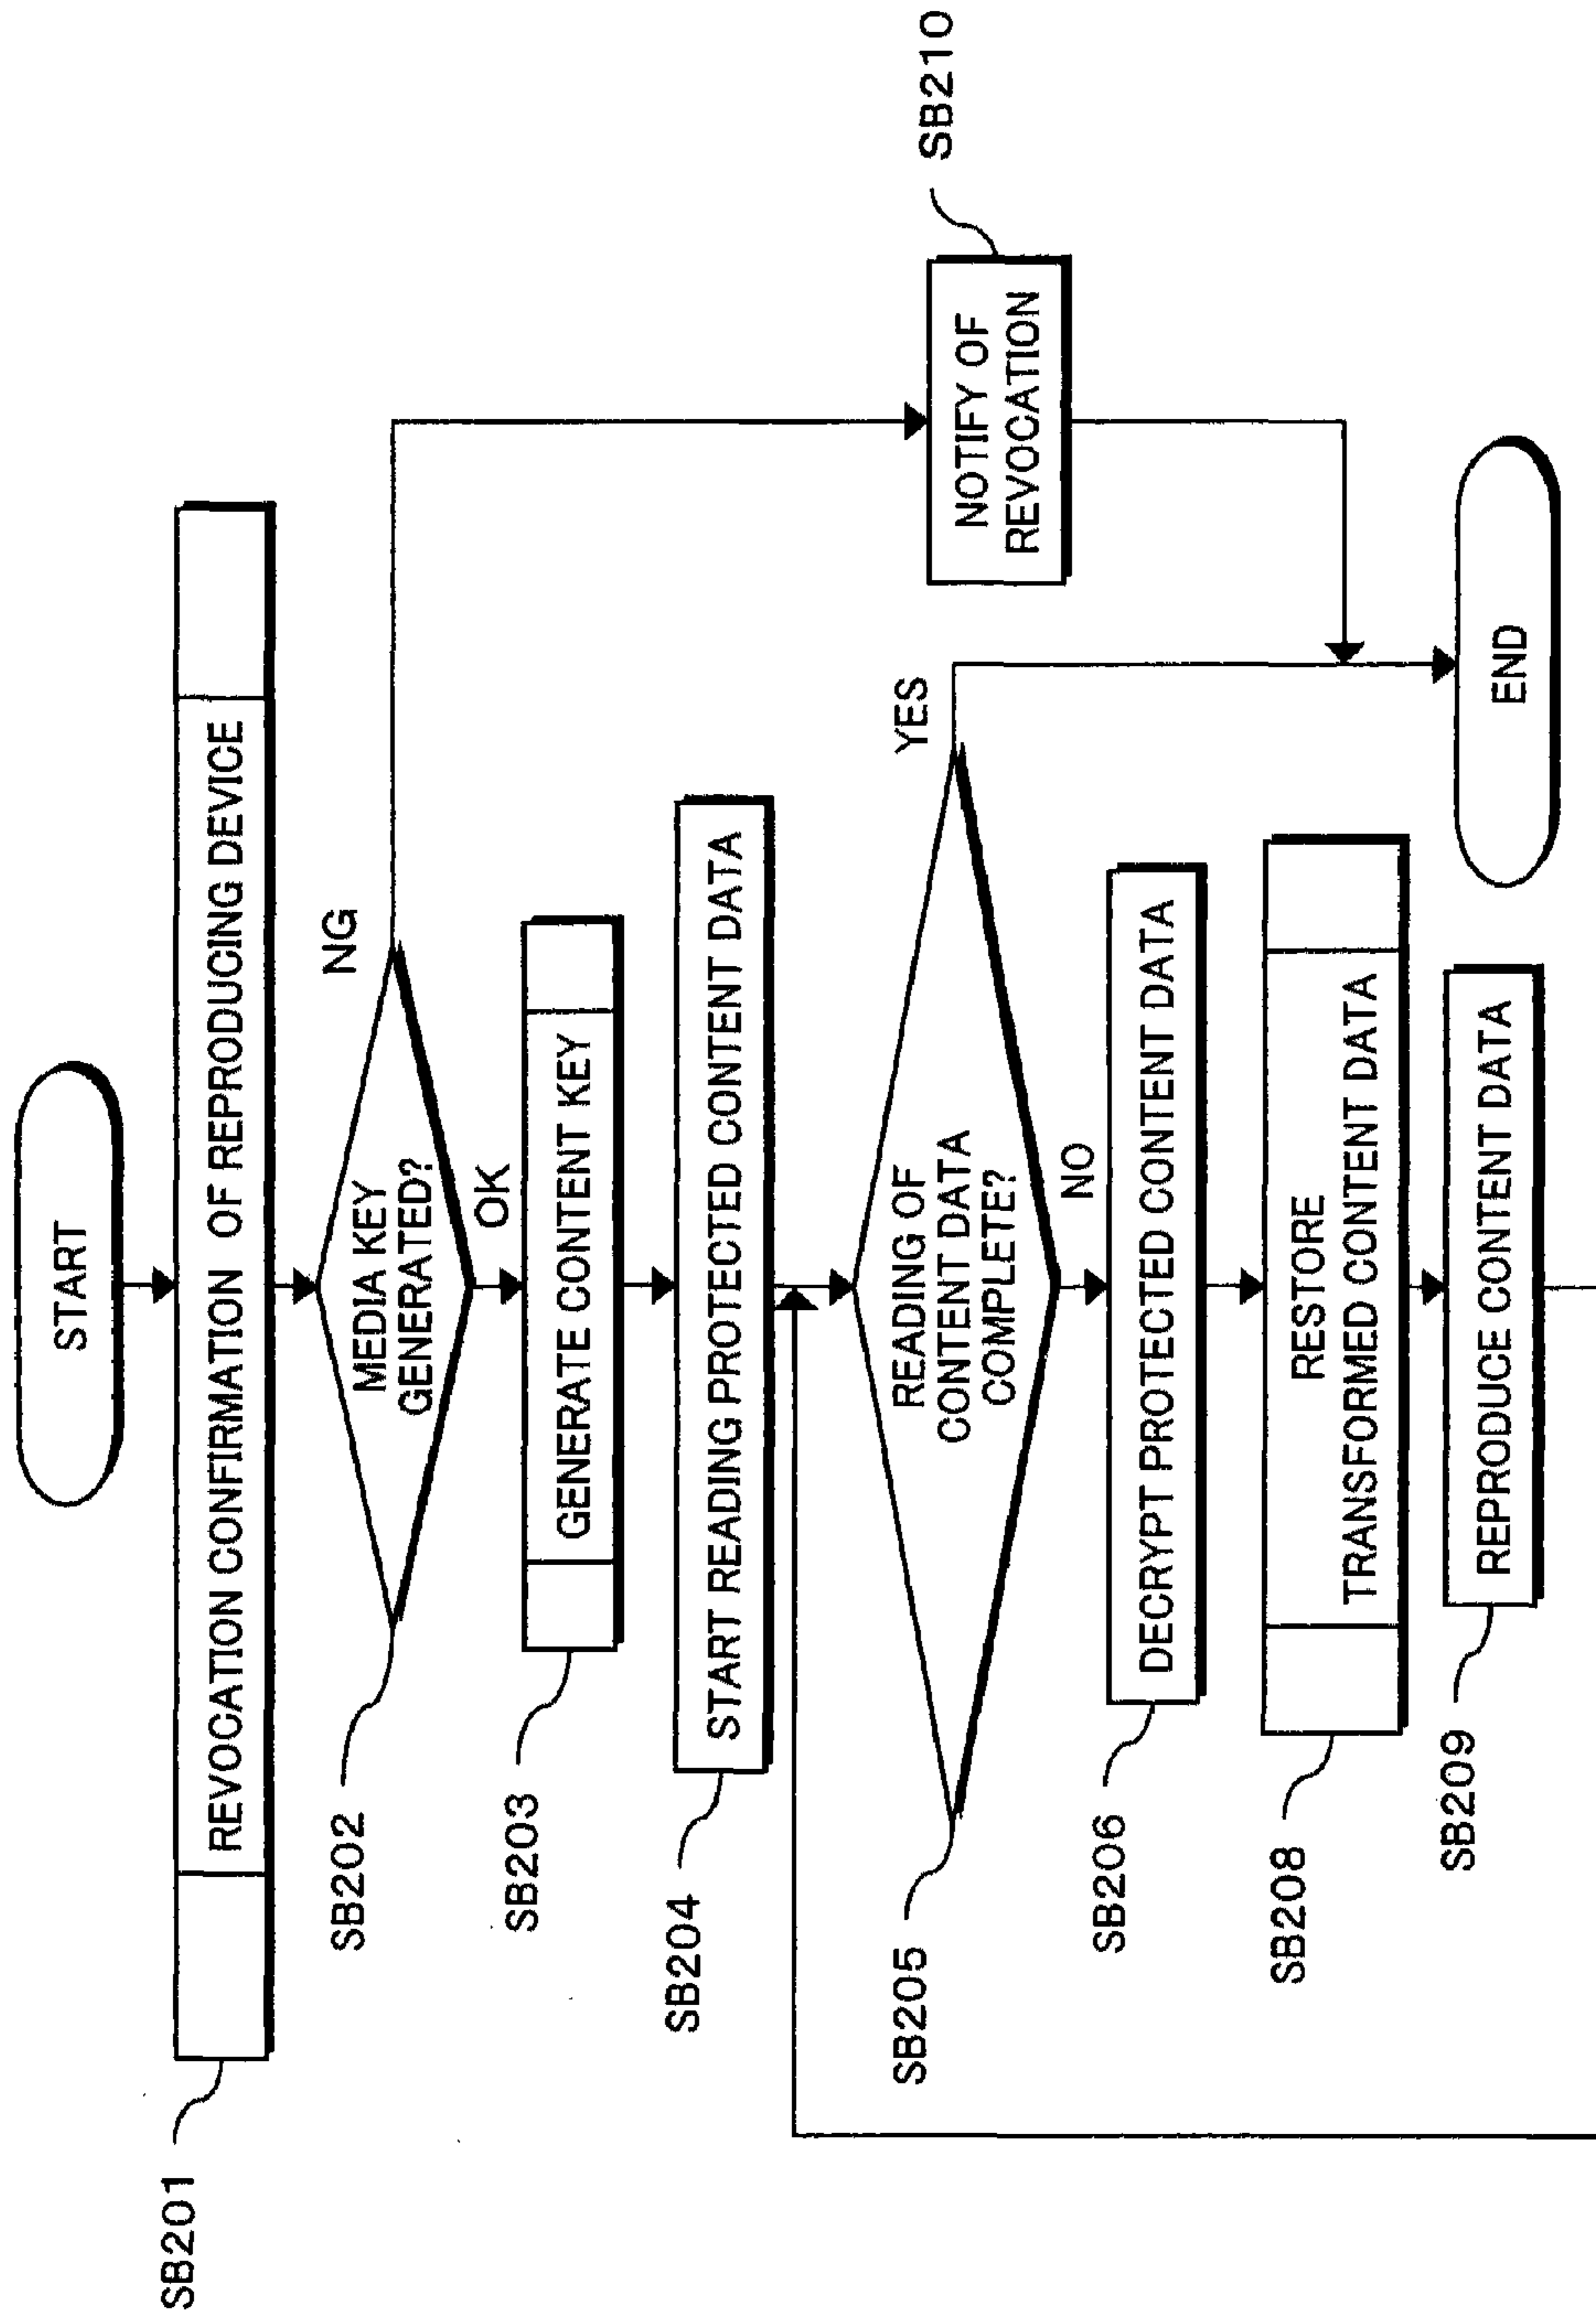 START
SB201
REVOCATION CONFIRMATION OF REPRODUCING DEVICE
SB202
MEDIA KEY
GENERATED?
NG
OK
SB203
GENERATE CONTENT KEY
SB204
START READING PROTECTED CONTENT DATA
SB205
READING OF
CONTENT DATA
COMPLETE?
YES
NO
SB210
NOTIFY OF
REVOCATION
SB206
DECRYPT PROTECTED CONTENT DATA
SB208
RESTORE
TRANSFORMED CONTENT DATA
SB209
REPRODUCE CONTENT DATA
END